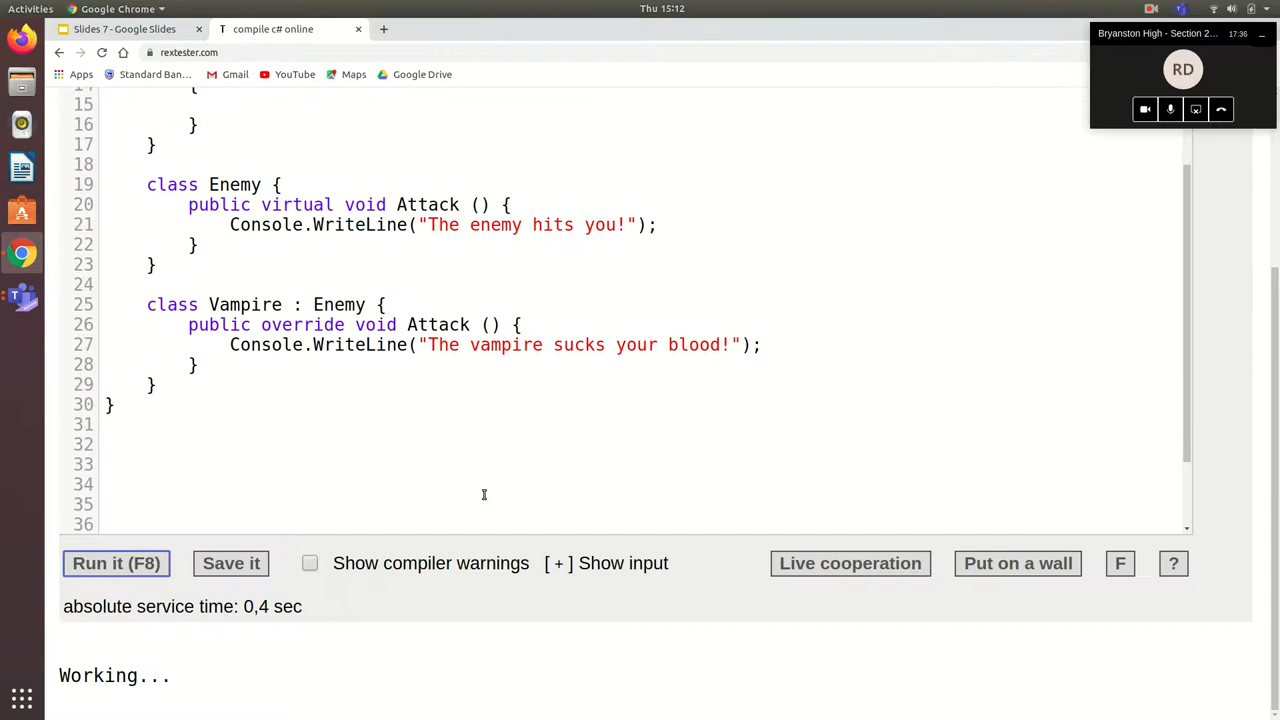 Activities Google Chrome Thu 15:12
Slides 7 - Google Slides compile c# online
rextester.com
Apps Standard Ban... Gmail YouTube Maps Google Drive
Bryanston High - Section 2... 17:36
RD
14 {
15
16 }
17 }
18
19 class Enemy {
20 public virtual void Attack () {
21 Console.WriteLine("The enemy hits you!");
22 }
23 }
24
25 class Vampire : Enemy {
26 public override void Attack () {
27 Console.WriteLine("The vampire sucks your blood!");
28 }
29 }
30 }
31
32
33
34
35
36
Run it (F8) Save it Show compiler warnings [ + ] Show input Live cooperation Put on a wall F ?
absolute service time: 0,4 sec
Working...